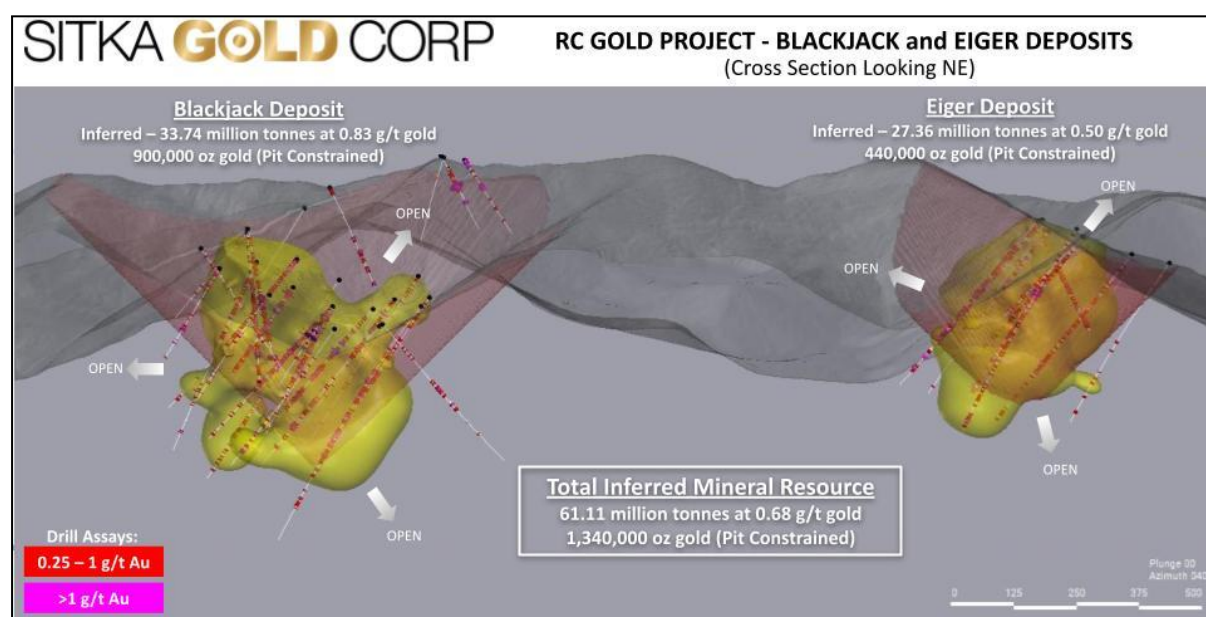 SITKA GOLD CORP
RC GOLD PROJECT - BLACKJACK and EIGER DEPOSITS
(Cross Section Looking NE)
Blackjack Deposit
Inferred – 33.74 million tonnes at 0.83 g/t gold
900,000 oz gold (Pit Constrained)
Eiger Deposit
Inferred – 27.36 million tonnes at 0.50 g/t gold
440,000 oz gold (Pit Constrained)
OPEN
OPEN
OPEN
OPEN
OPEN
OPEN
Total Inferred Mineral Resource
61.11 million tonnes at 0.68 g/t gold
1,340,000 oz gold (Pit Constrained)
Drill Assays:
0.25 – 1 g/t Au
>1 g/t Au
Plunge 00
Azimuth 340
0 125 250 375 500